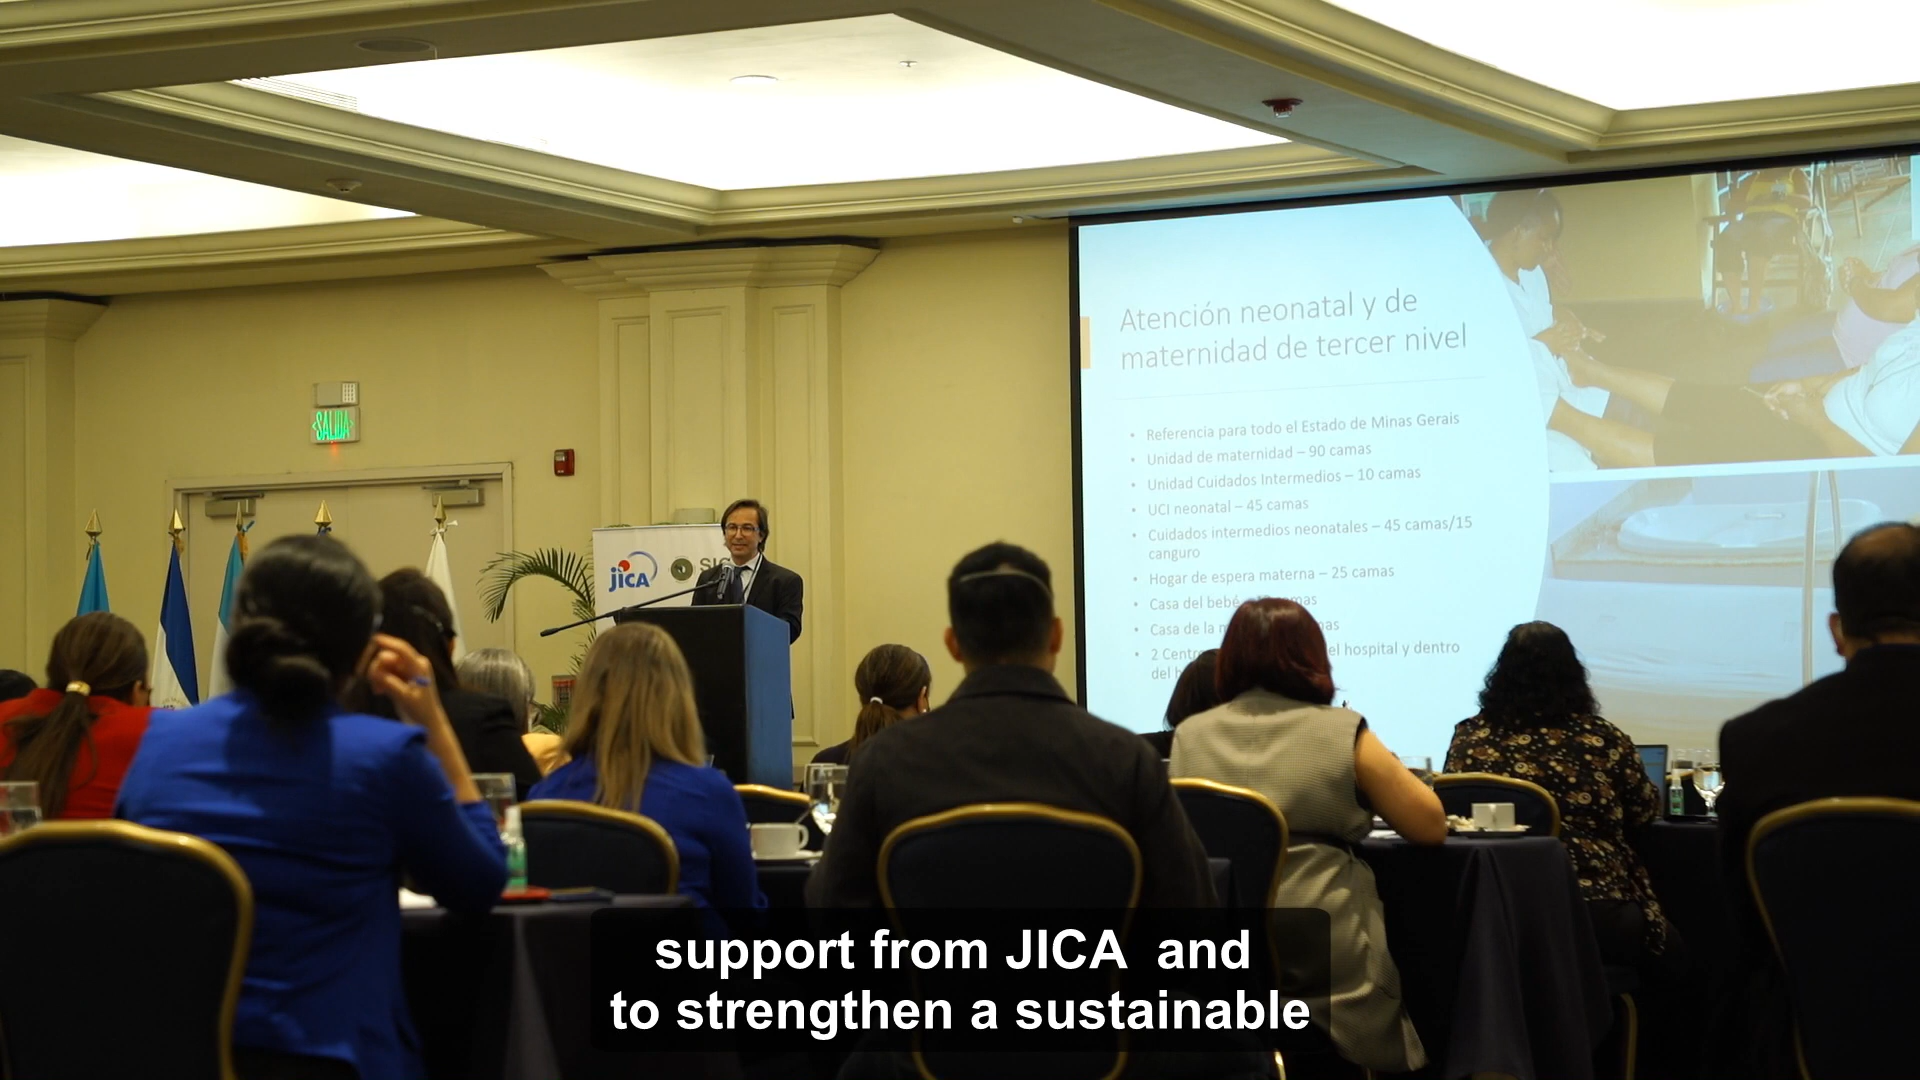 SALIDA
JICA
Atención neonatal y de
maternidad de tercer nivel
• Referencia para todo el Estado de Minas Gerais
• Unidad de maternidad – 90 camas
• Unidad Cuidados Intermedios – 10 camas
• UCI neonatal – 45 camas
• Cuidados intermedios neonatales – 45 camas/15
canguro
• Hogar de espera materna – 25 camas
• Casa del bebé
• Casa de la
• 2 el hospital y dentro
del
support from JICA and
to strengthen a sustainable